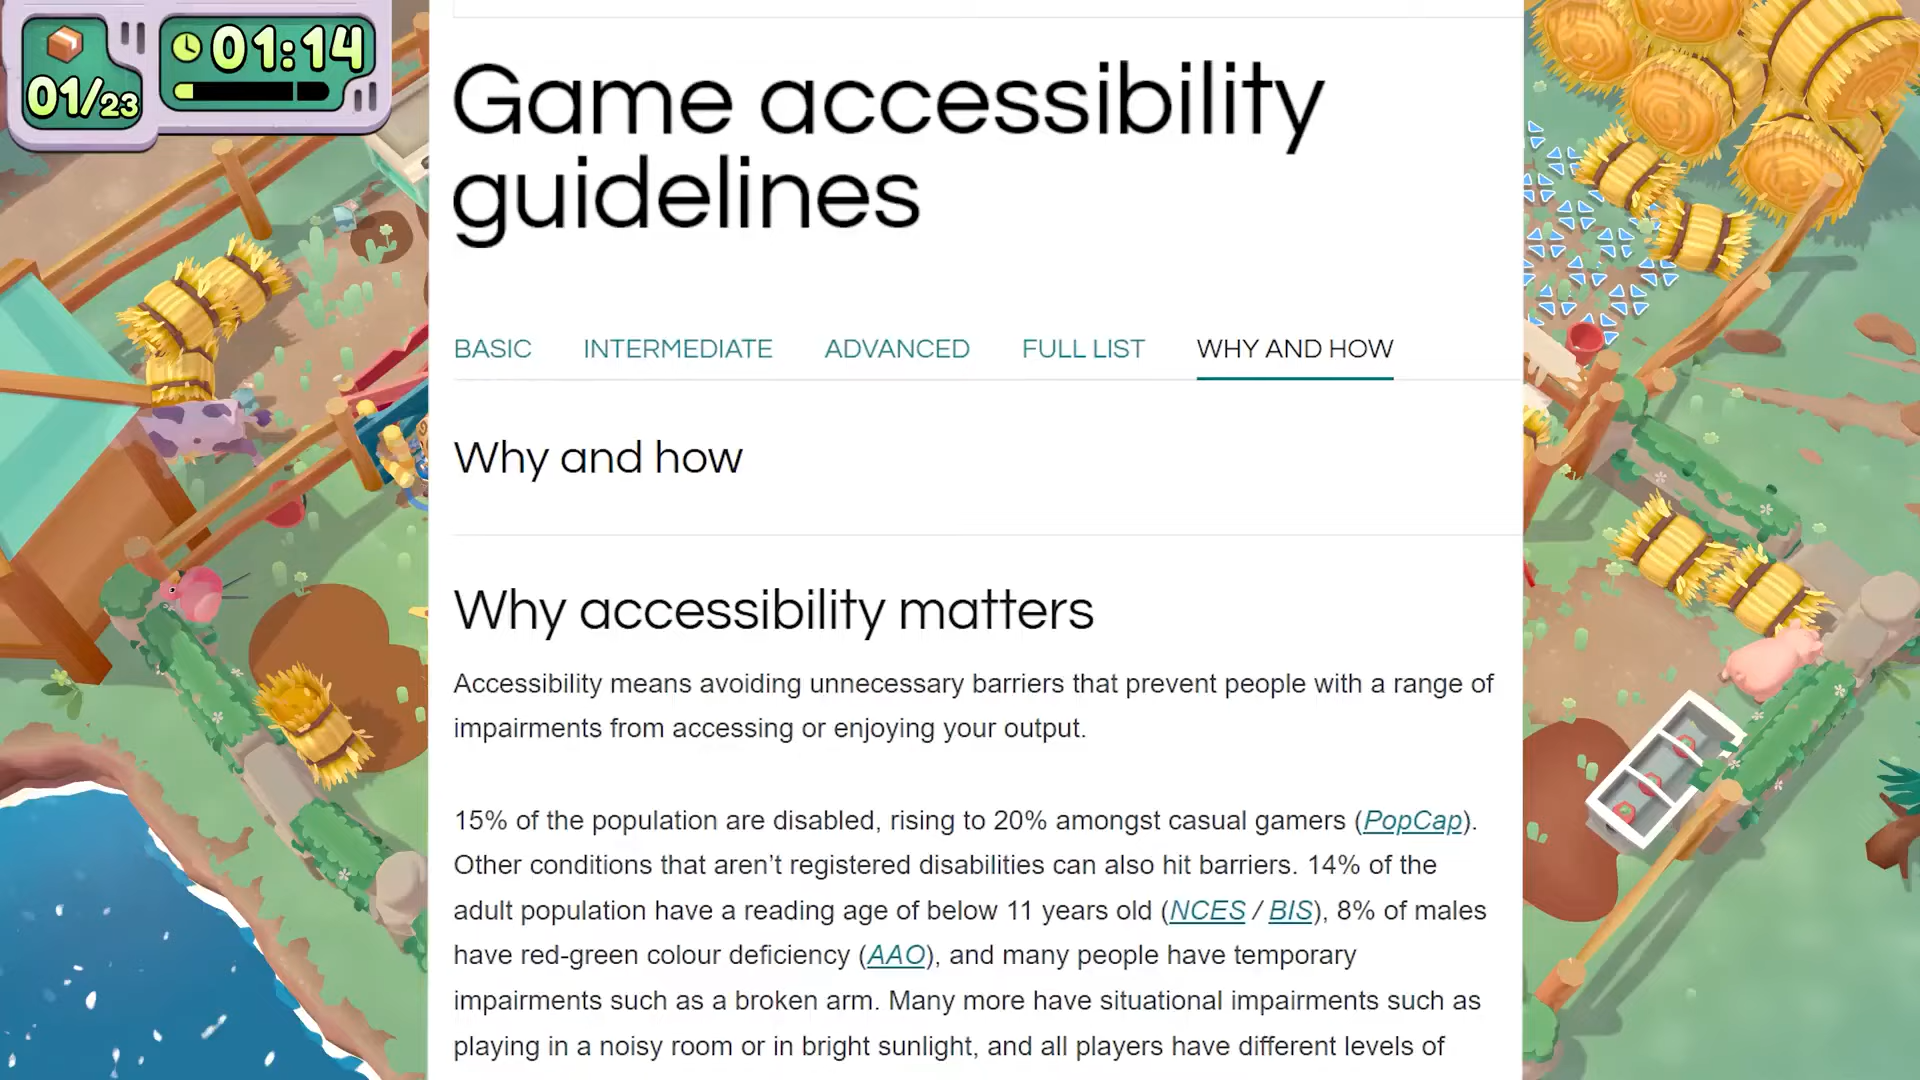 01/23
01:14
Game accessibility
guidelines
BASIC INTERMEDIATE ADVANCED FULL LIST WHY AND HOW
Why and how
Why accessibility matters
Accessibility means avoiding unnecessary barriers that prevent people with a range of
impairments from accessing or enjoying your output.
15% of the population are disabled, rising to 20% amongst casual gamers (PopCap).
Other conditions that aren’t registered disabilities can also hit barriers. 14% of the
adult population have a reading age of below 11 years old (NCES / BIS), 8% of males
have red-green colour deficiency (AAO), and many people have temporary
impairments such as a broken arm. Many more have situational impairments such as
playing in a noisy room or in bright sunlight, and all players have different levels of